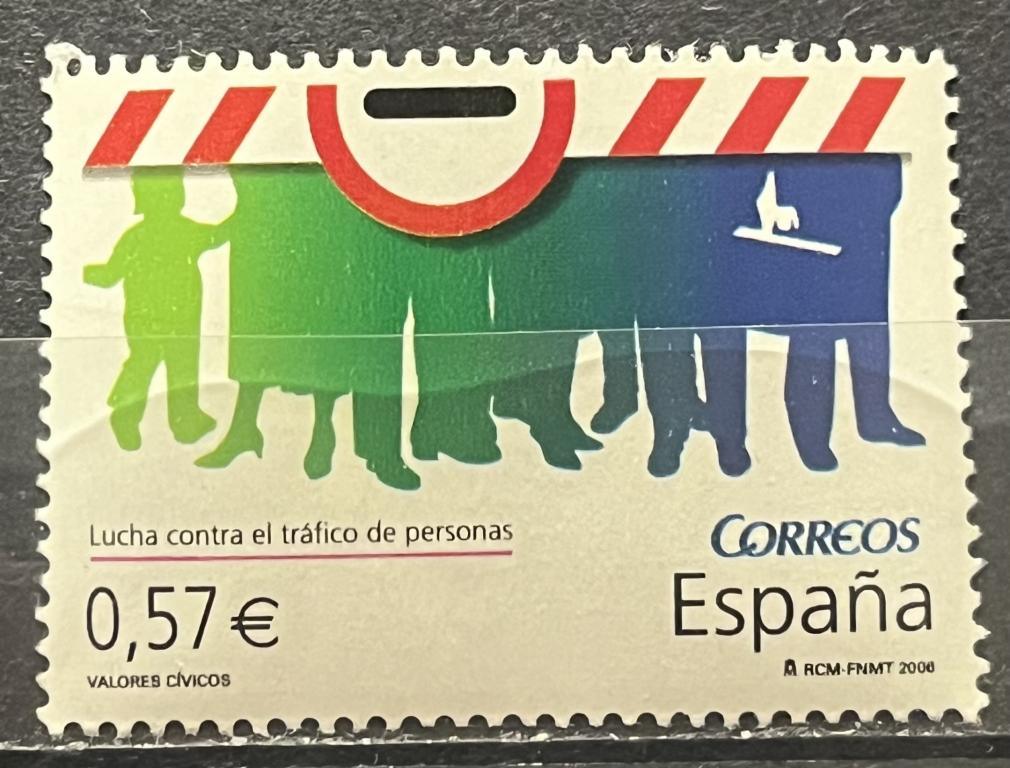 Lucha contra el tráfico de personas
0,57 €
VALORES CÍVICOS
CORREOS
España
RCM-FNMT 2006